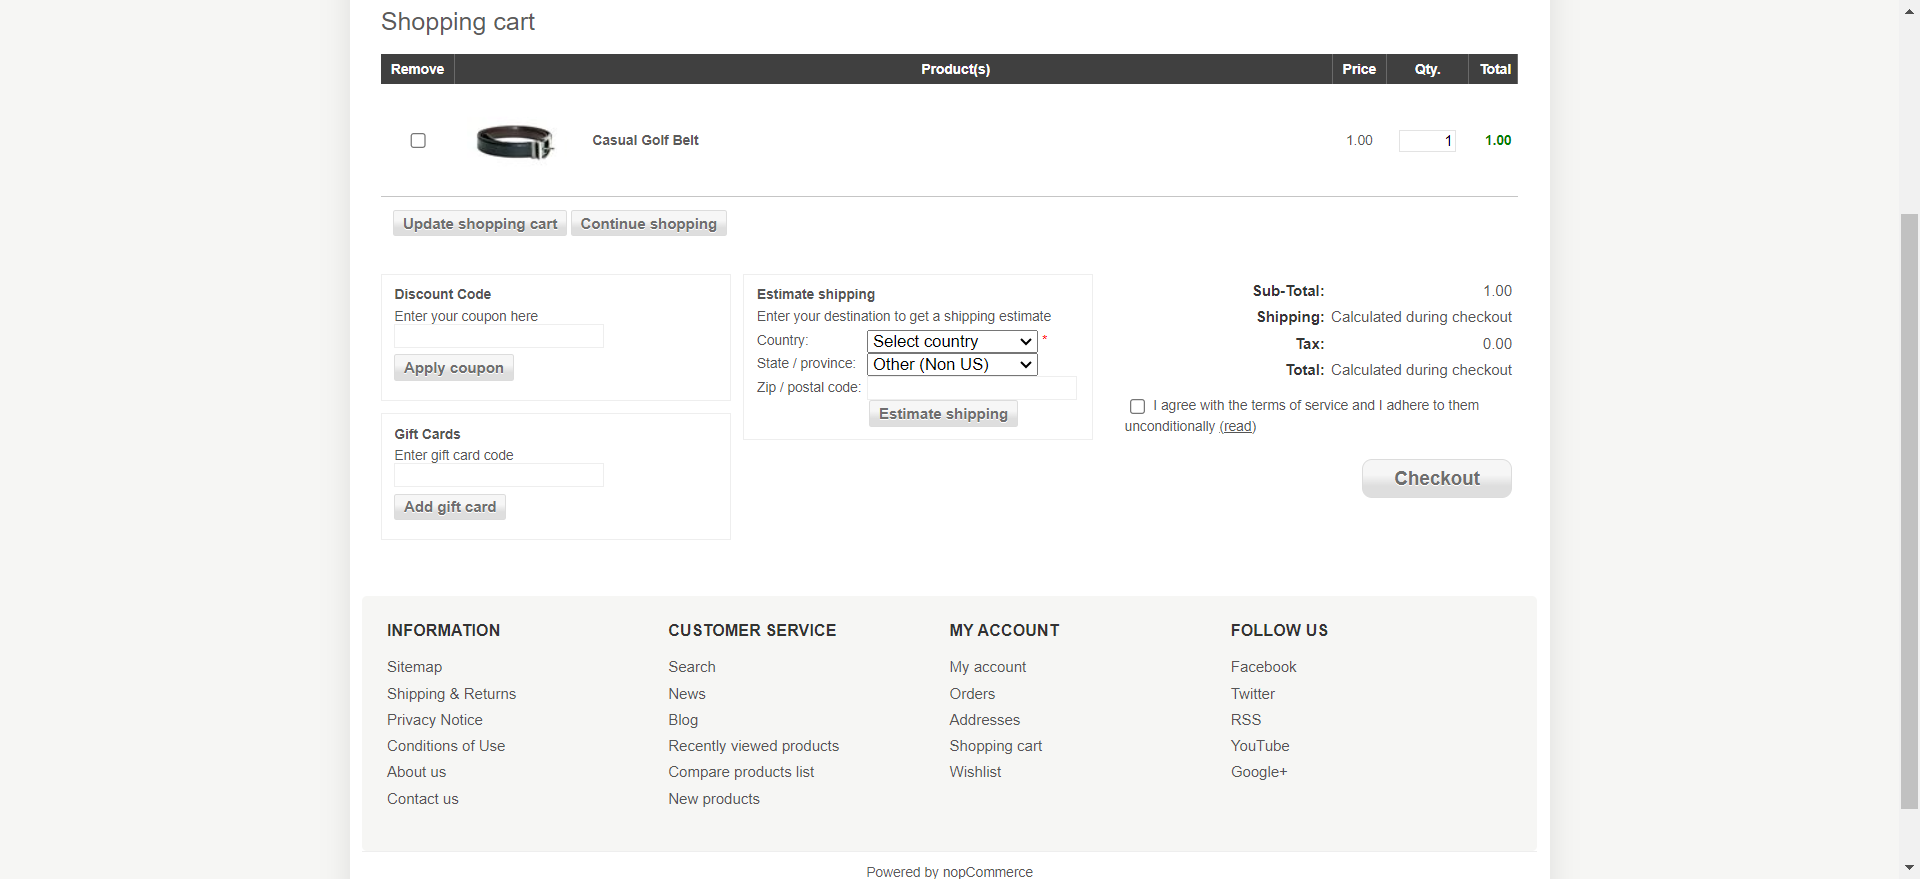 Shopping cart
Remove Product(s) Price Qty. Total
Casual Golf Belt 1.00 1 1.00
Update shopping cart Continue shopping
Discount Code
Enter your coupon here
Apply coupon
Gift Cards
Enter gift card code
Add gift card
Estimate shipping
Enter your destination to get a shipping estimate
Country: Select country *
State / province: Other (Non US)
Zip / postal code:
Estimate shipping
Sub-Total: 1.00
Shipping: Calculated during checkout
Tax: 0.00
Total: Calculated during checkout
I agree with the terms of service and I adhere to them
unconditionally (read)
Checkout
INFORMATION
Sitemap
Shipping & Returns
Privacy Notice
Conditions of Use
About us
Contact us
CUSTOMER SERVICE
Search
News
Blog
Recently viewed products
Compare products list
New products
MY ACCOUNT
My account
Orders
Addresses
Shopping cart
Wishlist
FOLLOW US
Facebook
Twitter
RSS
YouTube
Google+
Powered by nopCommerce